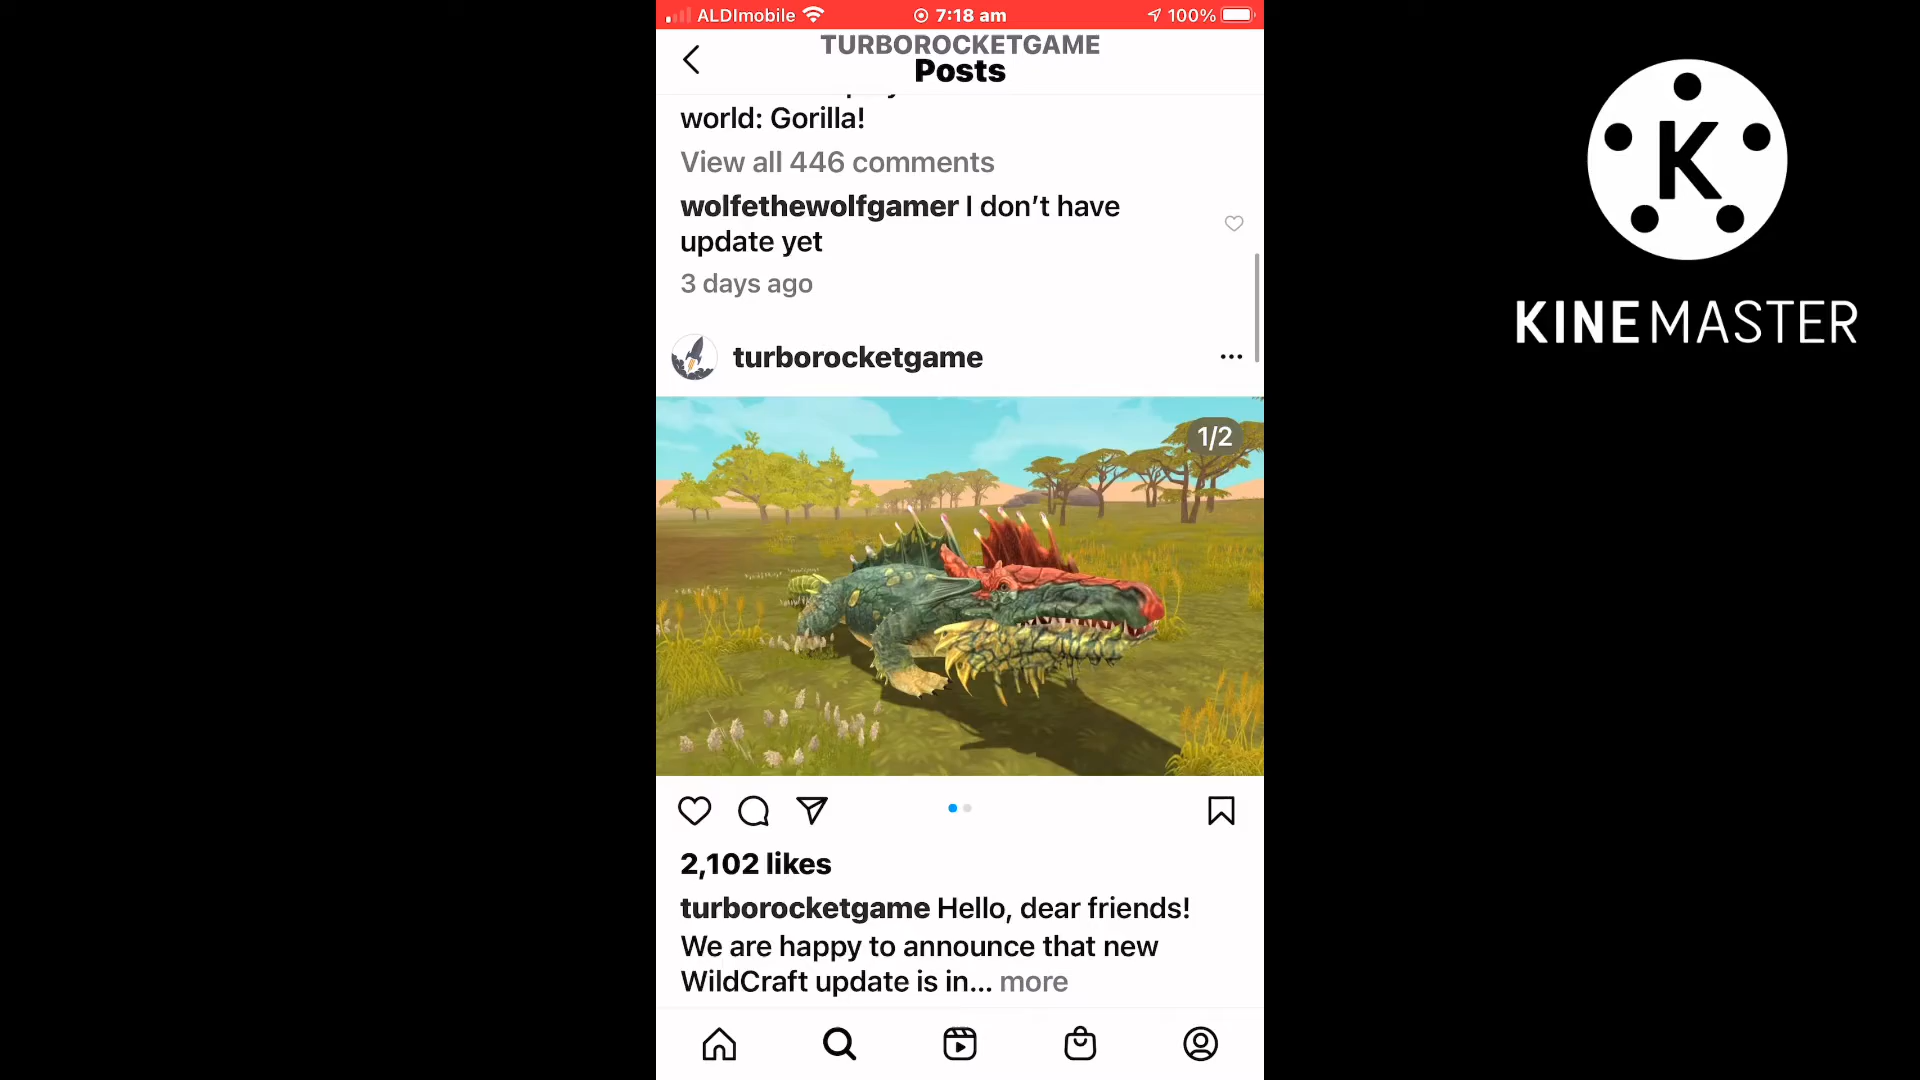 ALDImobile 7:18 am 100%
TURBOROCKETGAME
Posts
world: Gorilla!
View all 446 comments
wolfethewolfgamer I don’t have
update yet
3 days ago
turborocketgame
1/2
2,102 likes
turborocketgame Hello, dear friends!
We are happy to announce that new
WildCraft update is in... more
K
KINEMASTER